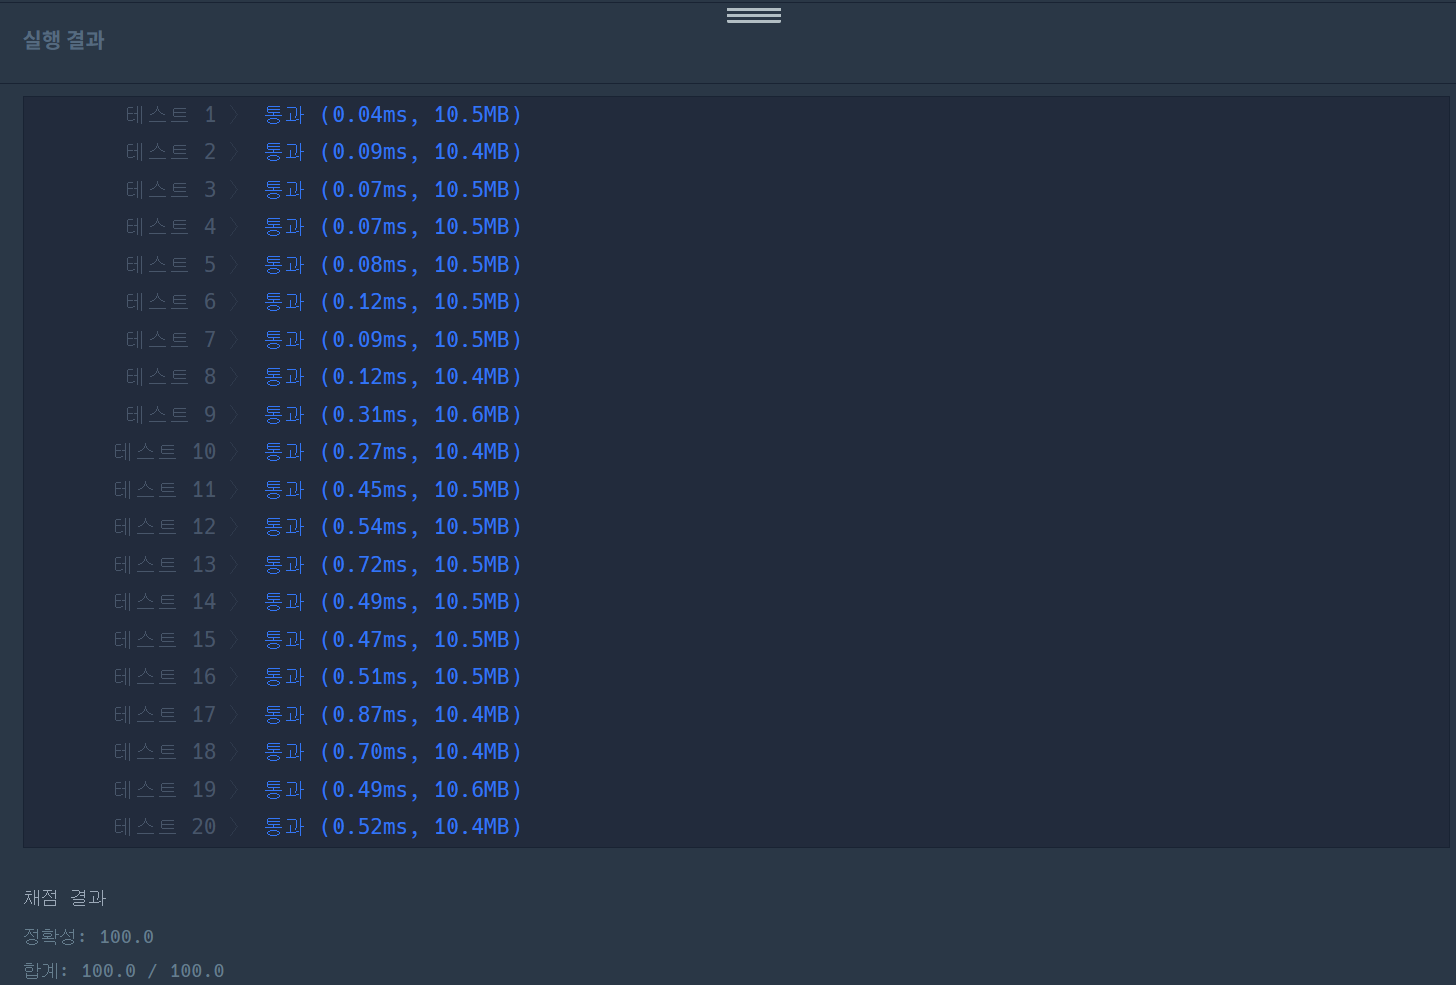 실행 결과
테스트 1 〉 통과 (0.04ms, 10.5MB)
테스트 2 〉 통과 (0.09ms, 10.4MB)
테스트 3 〉 통과 (0.07ms, 10.5MB)
테스트 4 〉 통과 (0.07ms, 10.5MB)
테스트 5 〉 통과 (0.08ms, 10.5MB)
테스트 6 〉 통과 (0.12ms, 10.5MB)
테스트 7 〉 통과 (0.09ms, 10.5MB)
테스트 8 〉 통과 (0.12ms, 10.4MB)
테스트 9 〉 통과 (0.31ms, 10.6MB)
테스트 10 〉 통과 (0.27ms, 10.4MB)
테스트 11 〉 통과 (0.45ms, 10.5MB)
테스트 12 〉 통과 (0.54ms, 10.5MB)
테스트 13 〉 통과 (0.72ms, 10.5MB)
테스트 14 〉 통과 (0.49ms, 10.5MB)
테스트 15 〉 통과 (0.47ms, 10.5MB)
테스트 16 〉 통과 (0.51ms, 10.5MB)
테스트 17 〉 통과 (0.87ms, 10.4MB)
테스트 18 〉 통과 (0.70ms, 10.4MB)
테스트 19 〉 통과 (0.49ms, 10.6MB)
테스트 20 〉 통과 (0.52ms, 10.4MB)
채점 결과
정확성: 100.0
합계: 100.0 / 100.0